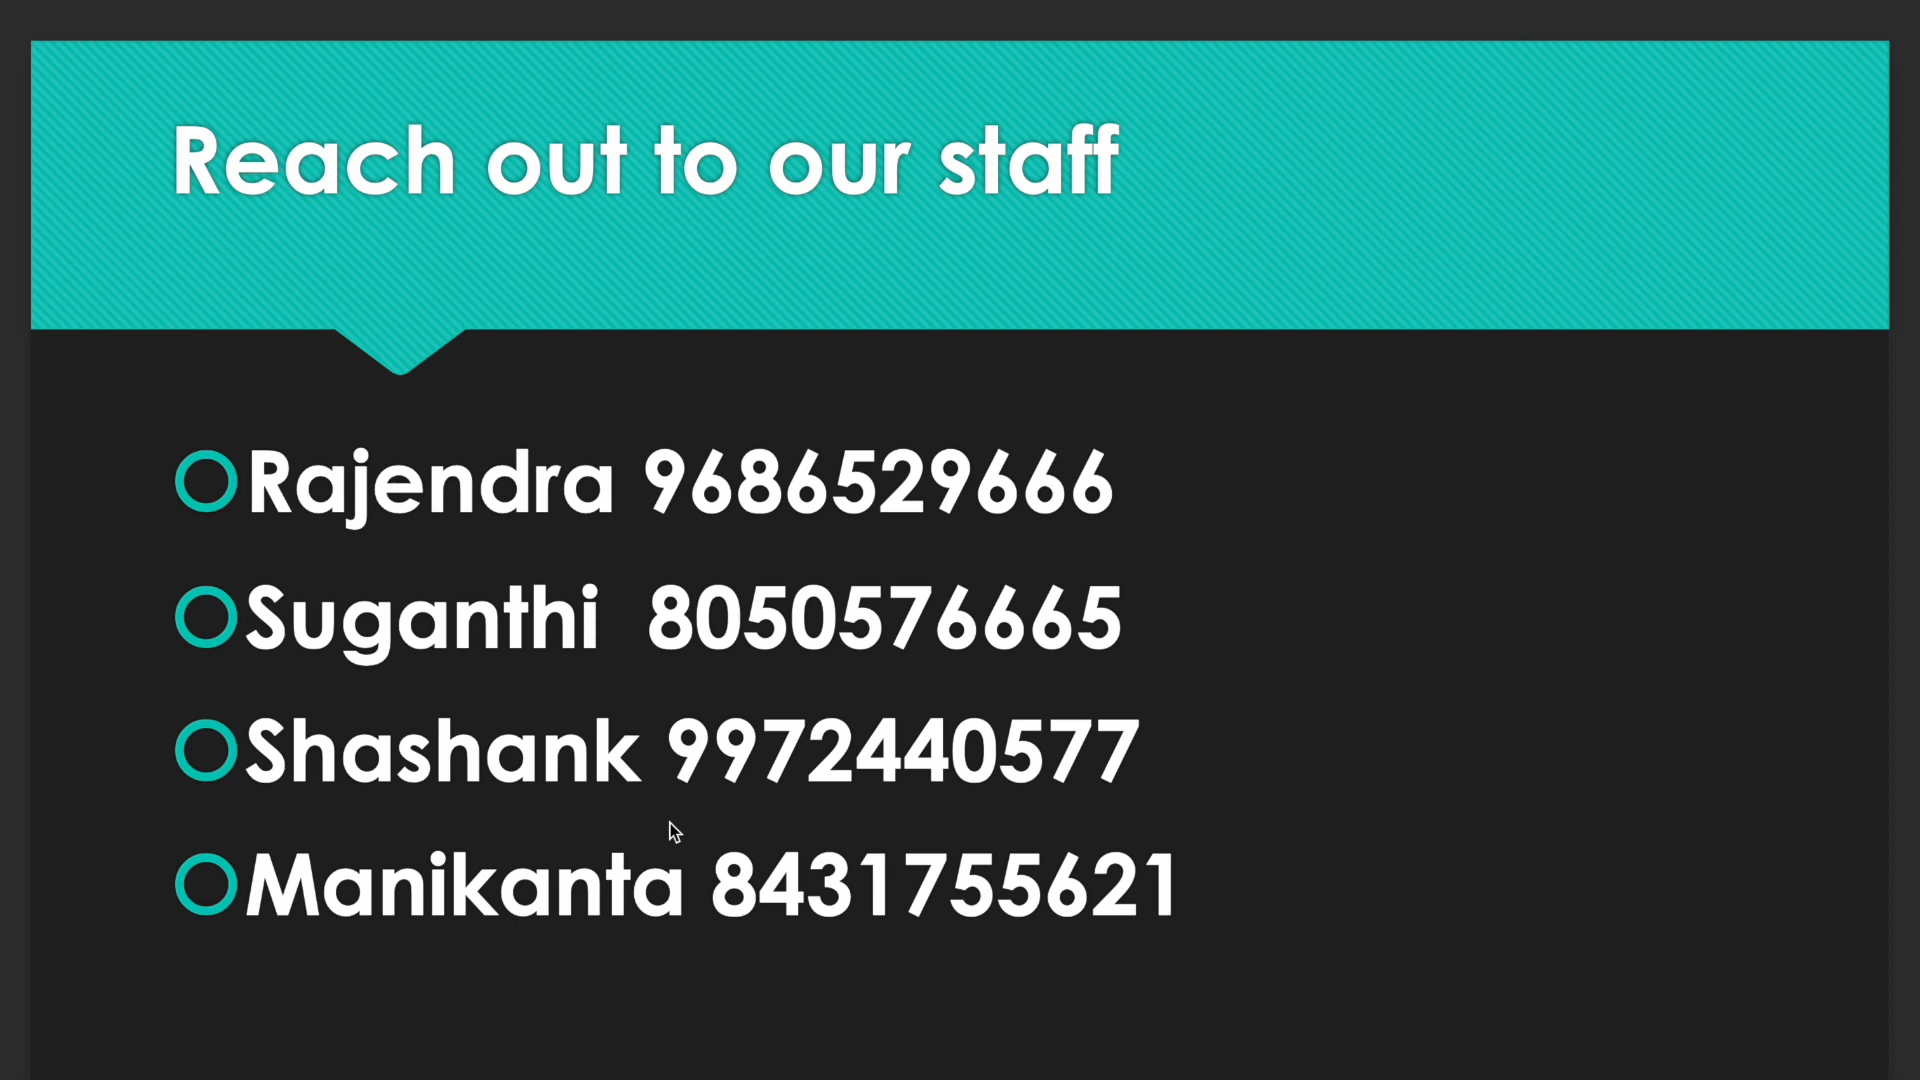 Reach out to our staff
Rajendra 9686529666
Suganthi 8050576665
Shashank 9972440577
Manikanta 8431755621